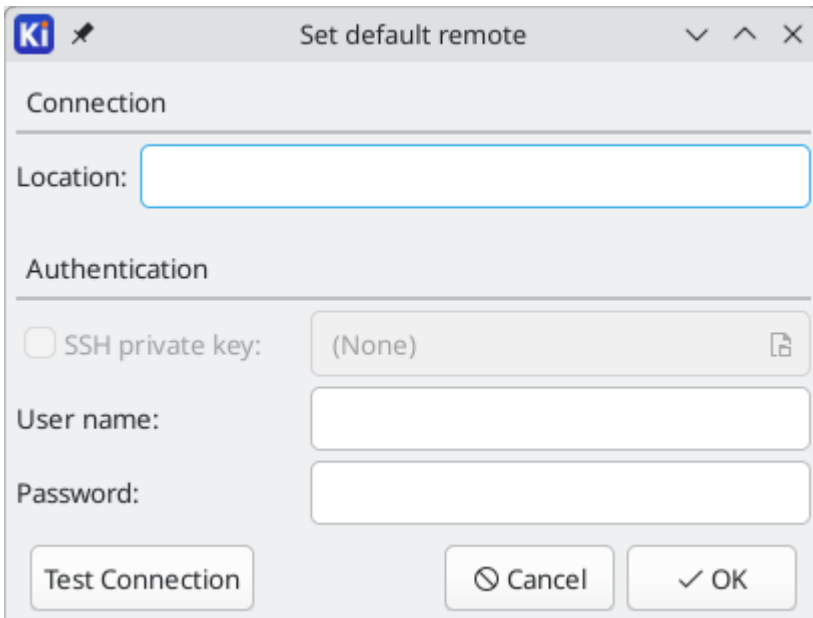 Ki Set default remote
Connection
Location:
Authentication
SSH private key: (None)
User name:
Password:
Test Connection Cancel OK